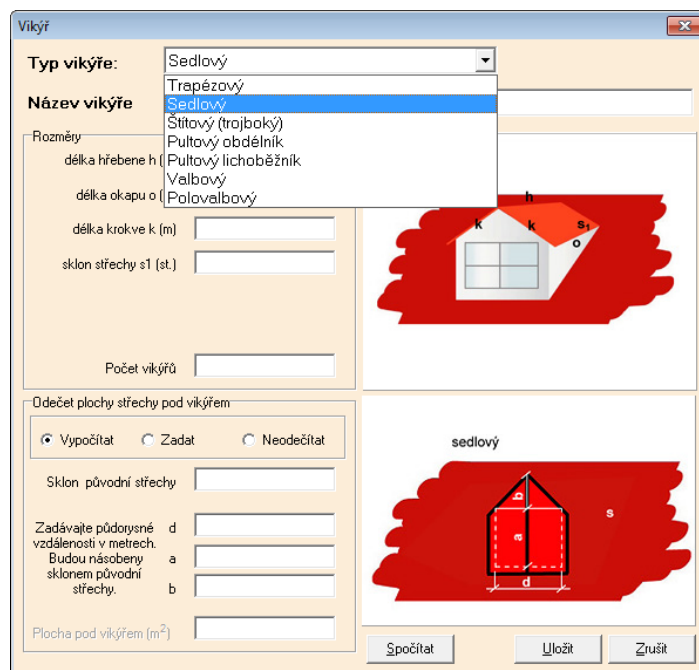 Vikýř
Typ vikýře:
Sedlový
Trapézový
Sedlový
Štítový (trojboký)
Pultový obdélník
Pultový lichoběžník
Valbový
Polovalbový
Název vikýře
Rozměry
délka hřebene h (
délka okapu o (
délka krokve k (m)
sklon střechy s1 (st.)
Počet vikýřů
h
k
k
s1
o
Odečet plochy střechy pod vikýřem
Vypočítat
Zadat
Neodečítat
Sklon původní střechy
Zadávejte půdorysné d
vzdálenosti v metrech.
Budou násobeny a
sklonem původní
střechy. b
Plocha pod vikýřem (m2)
sedlový
b
s
a
d
Spočítat
Uložit
Zrušit